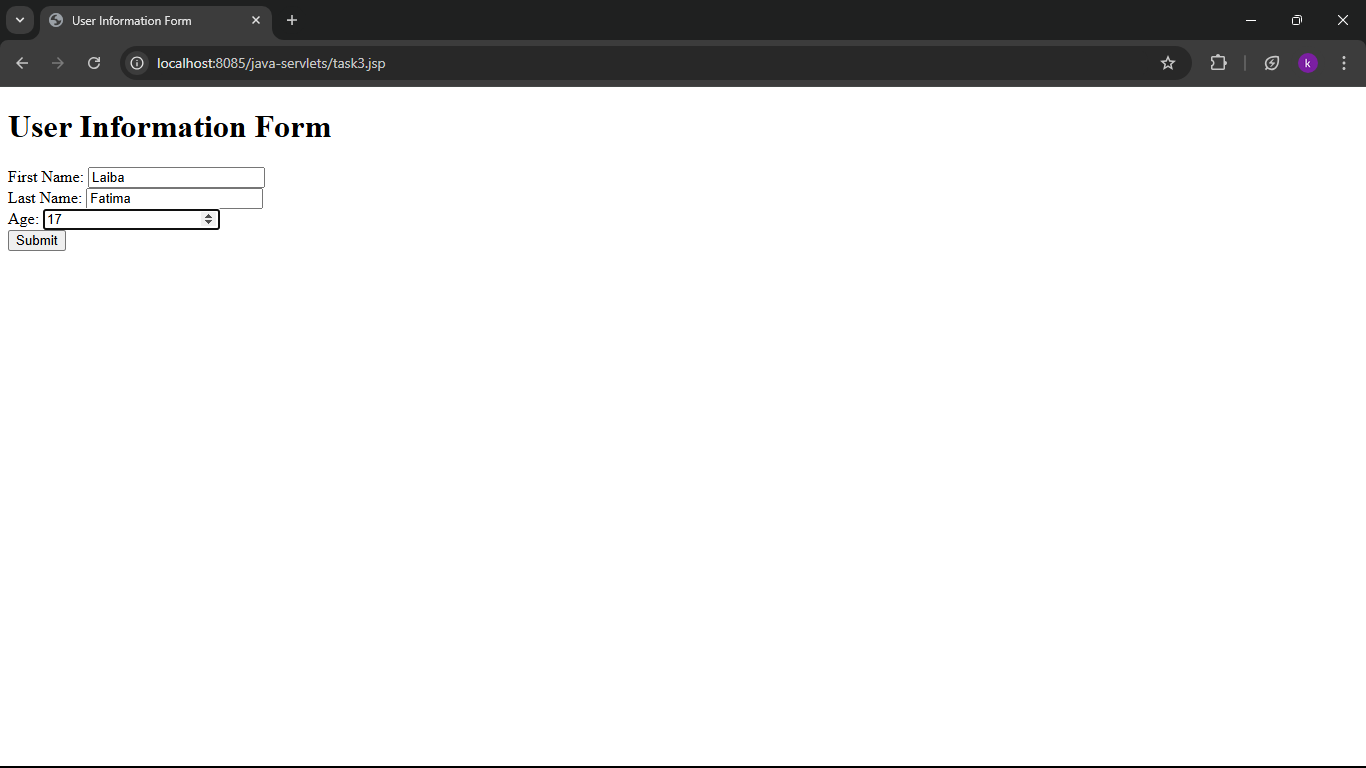 User Information Form
localhost:8085/java-servlets/task3.jsp
k
User Information Form
First Name: Laiba
Last Name: Fatima
Age: 17
Submit